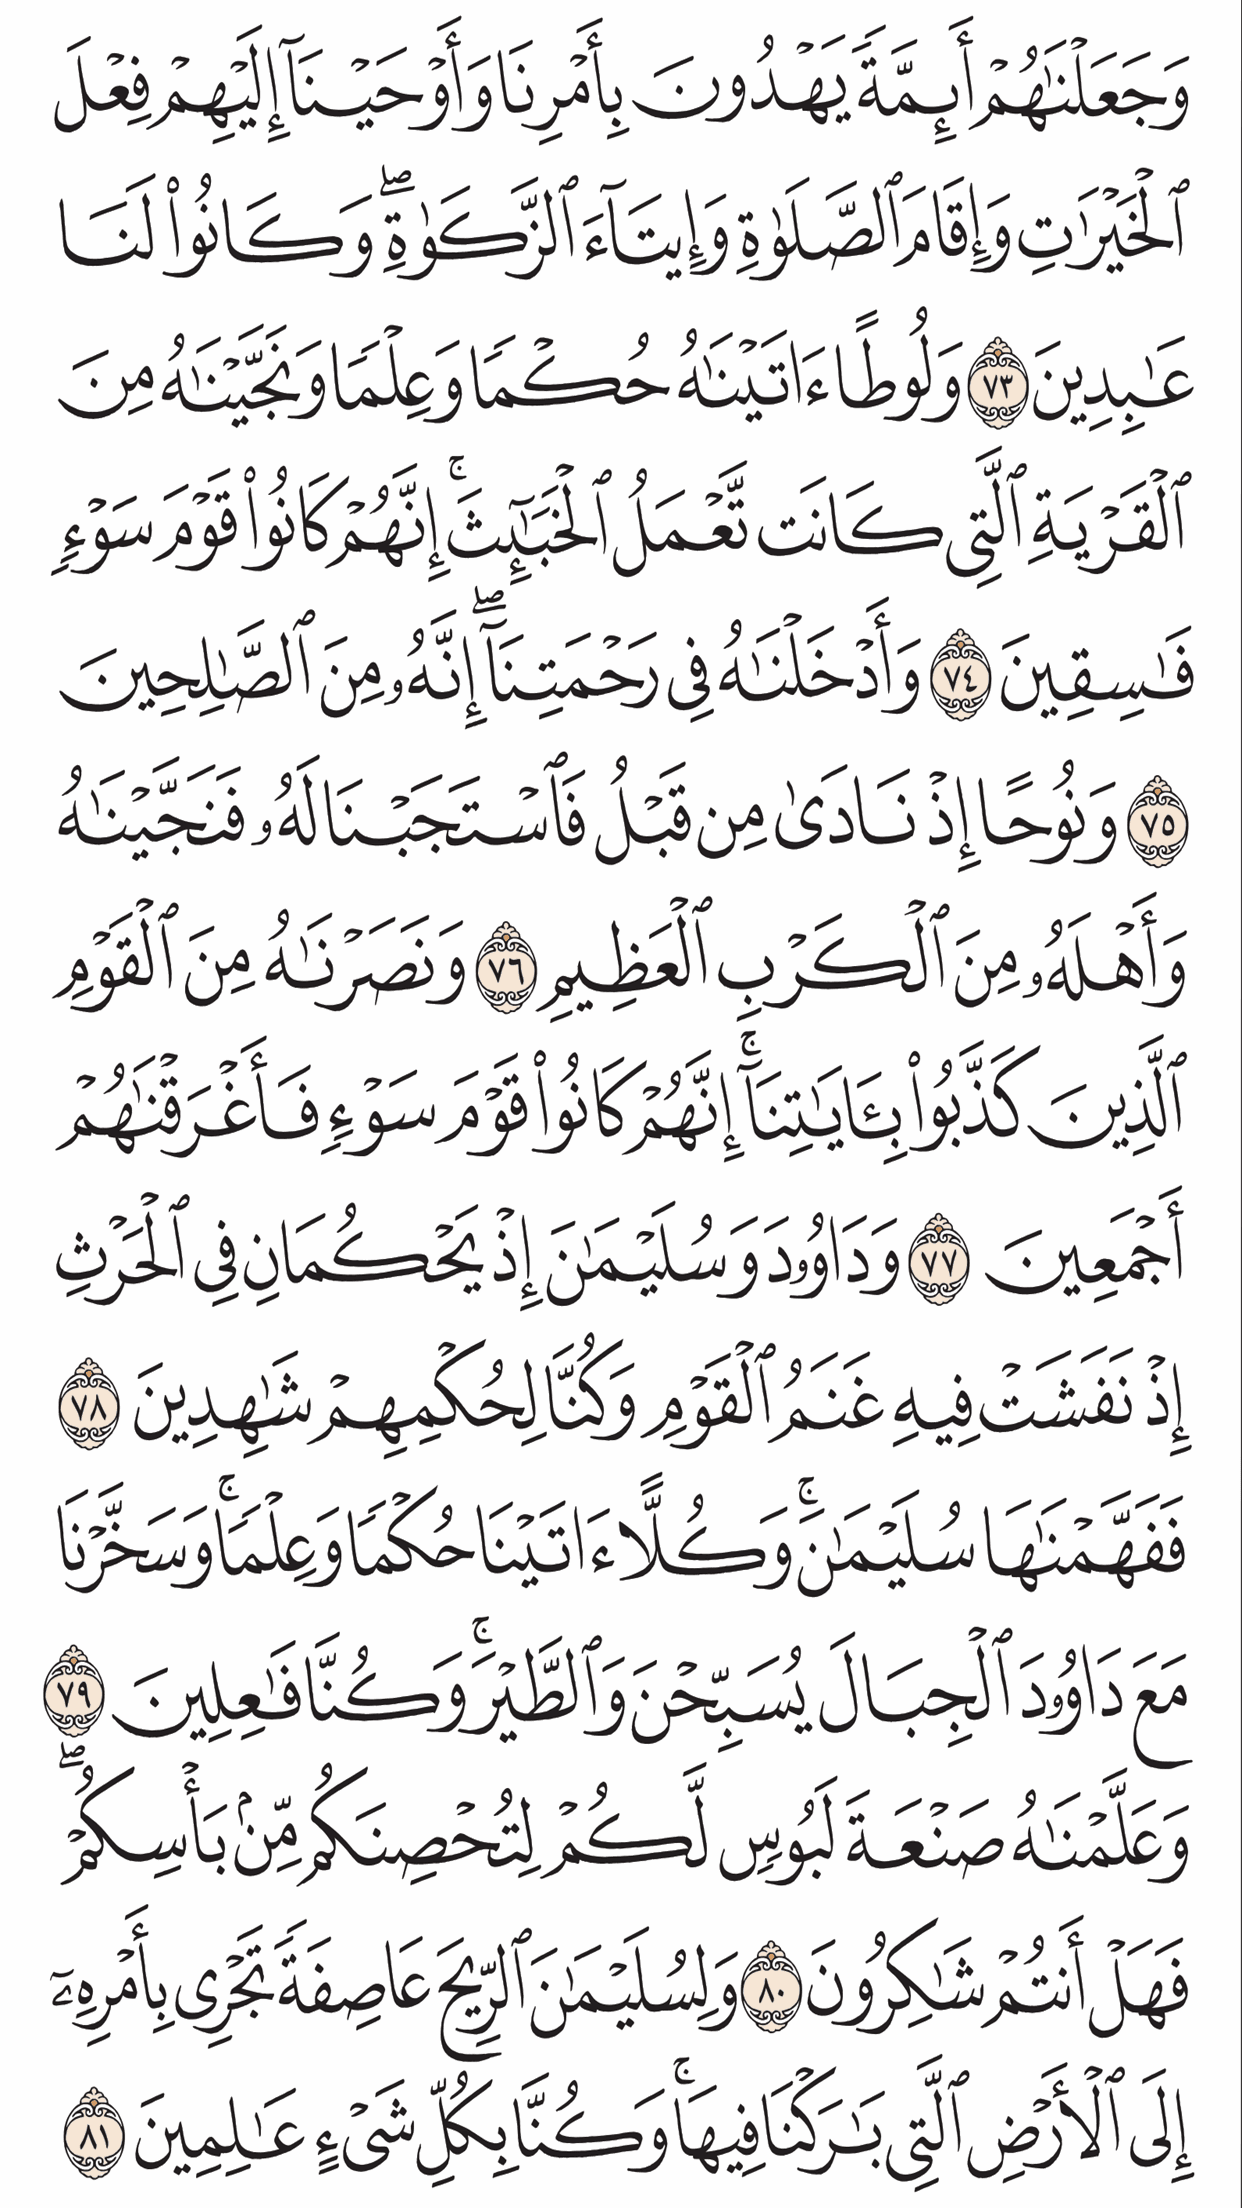 وَجَعَلْنَـٰهُمْ أَئِمَّةً يَهْدُونَ بِأَمْرِنَا وَأَوْحَيْنَآ إِلَيْهِمْ فِعْلَ
ٱلْخَيْرَٰتِ وَإِقَامَ ٱلصَّلَوٰةِ وَإِيتَآءَ ٱلزَّكَوٰةِ ۖ وَكَانُوا۟ لَنَا
عَـٰبِدِينَ ٧٣ وَلُوطًا ءَاتَيْنَـٰهُ حُكْمًا وَعِلْمًا وَنَجَّيْنَـٰهُ مِنَ
ٱلْقَرْيَةِ ٱلَّتِى كَانَت تَّعْمَلُ ٱلْخَبَـٰٓئِثَ ۚ إِنَّهُمْ كَانُوا۟ قَوْمَ سَوْءٍ
فَـٰسِقِينَ ٧٤ وَأَدْخَلْنَـٰهُ فِى رَحْمَتِنَآ ۖ إِنَّهُۥ مِنَ ٱلصَّـٰلِحِينَ
٧٥ وَنُوحًا إِذْ نَادَىٰ مِن قَبْلُ فَٱسْتَجَبْنَا لَهُۥ فَنَجَّيْنَـٰهُ
وَأَهْلَهُۥ مِنَ ٱلْكَرْبِ ٱلْعَظِيمِ ٧٦ وَنَصَرْنَـٰهُ مِنَ ٱلْقَوْمِ
ٱلَّذِينَ كَذَّبُوا۟ بِـَٔايَـٰتِنَآ ۚ إِنَّهُمْ كَانُوا۟ قَوْمَ سَوْءٍ فَأَغْرَقْنَـٰهُمْ
أَجْمَعِينَ ٧٧ وَدَاوُۥدَ وَسُلَيْمَـٰنَ إِذْ يَحْكُمَانِ فِى ٱلْحَرْثِ
إِذْ نَفَشَتْ فِيهِ غَنَمُ ٱلْقَوْمِ وَكُنَّا لِحُكْمِهِمْ شَـٰهِدِينَ ٧٨
فَفَهَّمْنَـٰهَا سُلَيْمَـٰنَ ۚ وَكُلًّا ءَاتَيْنَا حُكْمًا وَعِلْمًا ۚ وَسَخَّرْنَا
مَعَ دَاوُۥدَ ٱلْجِبَالَ يُسَبِّحْنَ وَٱلطَّيْرَ ۚ وَكُنَّا فَـٰعِلِينَ ٧٩
وَعَلَّمْنَـٰهُ صَنْعَةَ لَبُوسٍ لَّكُمْ لِتُحْصِنَكُم مِّنۢ بَأْسِكُمْ ۖ
فَهَلْ أَنتُمْ شَـٰكِرُونَ ٨٠ وَلِسُلَيْمَـٰنَ ٱلرِّيحَ عَاصِفَةً تَجْرِى بِأَمْرِهِۦٓ
إِلَى ٱلْأَرْضِ ٱلَّتِى بَـٰرَكْنَا فِيهَا ۚ وَكُنَّا بِكُلِّ شَىْءٍ عَـٰلِمِينَ ٨١